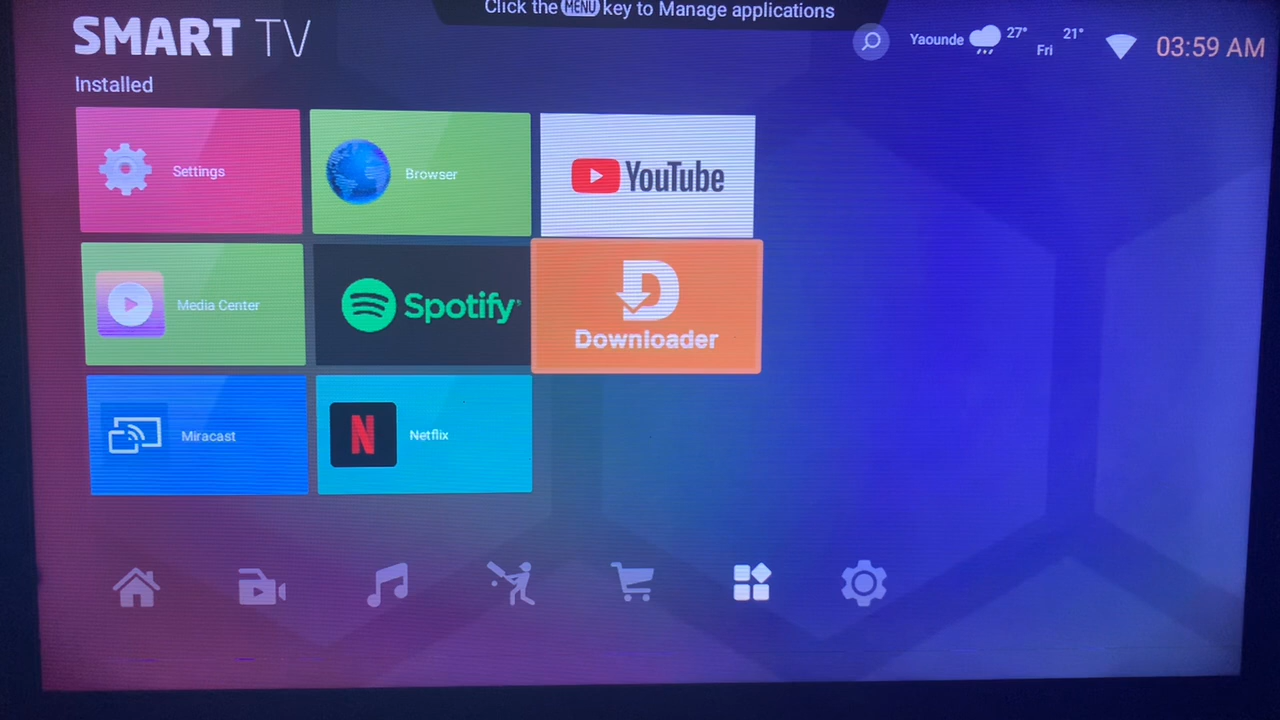 Click the MENU key to Manage applications
SMART TV
Yaounde
27°
Fri
21°
03:59 AM
Installed
Settings
Browser
YouTube
Media Center
Spotify
D
Downloader
Miracast
N
Netflix